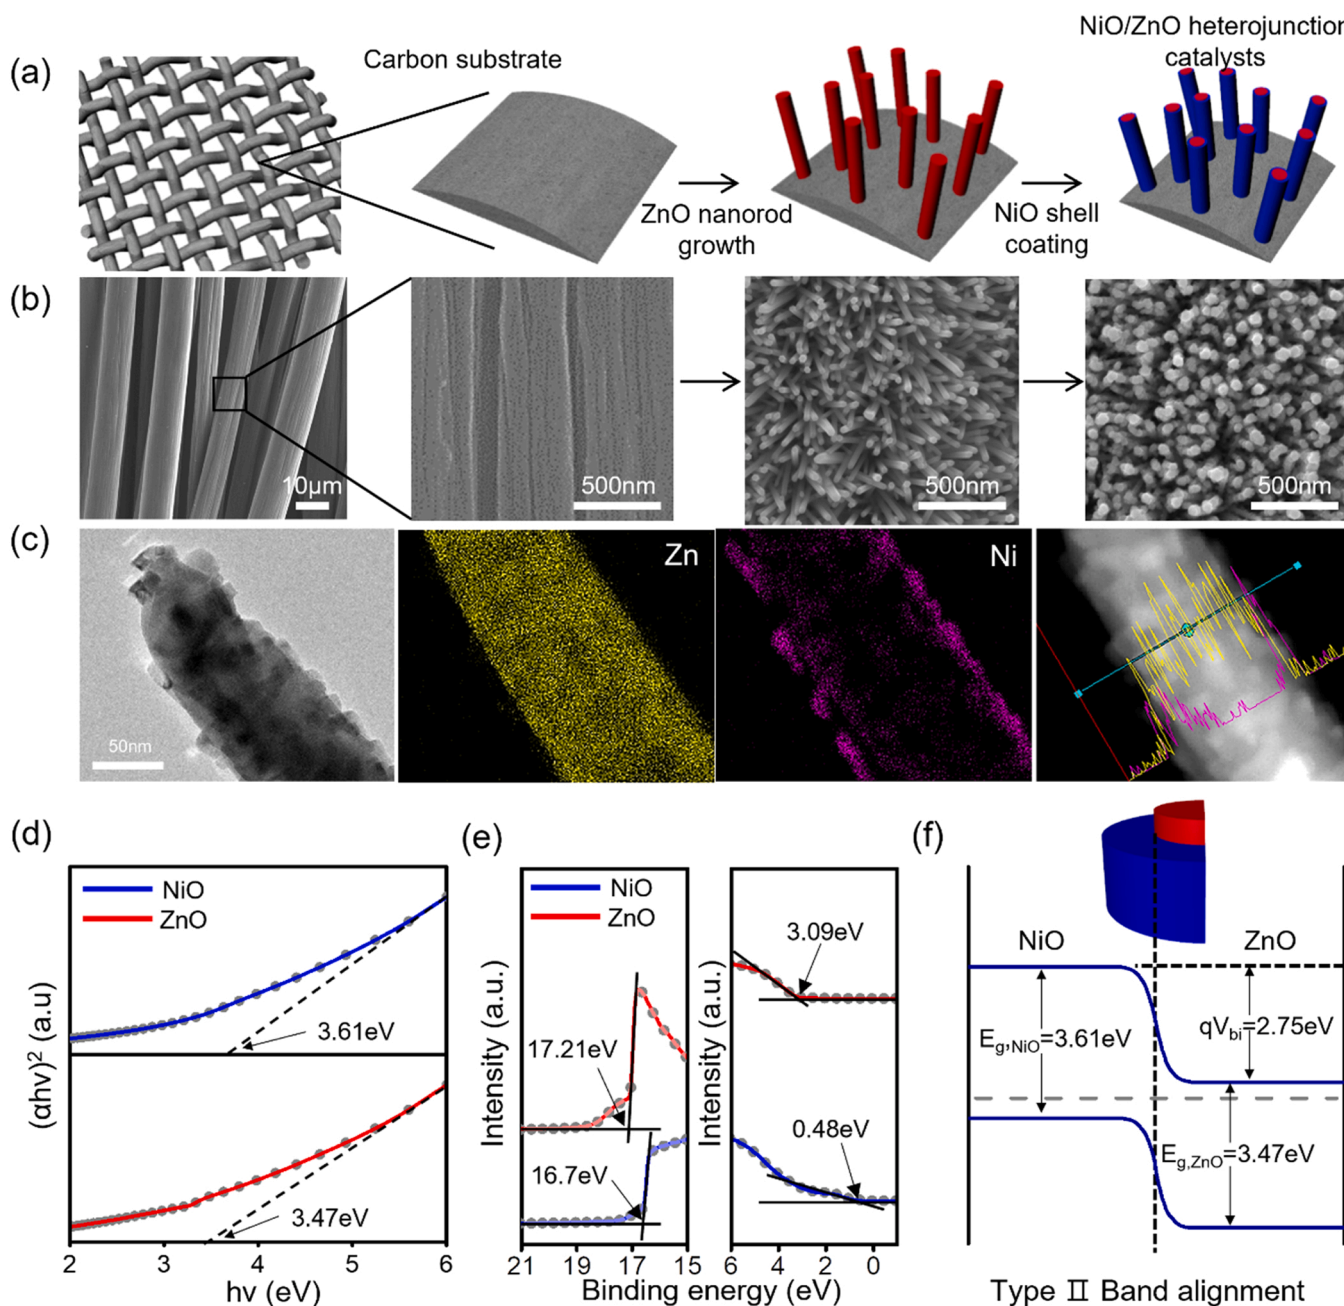 (a)
Carbon substrate
ZnO nanorod
growth
NiO shell
coating
NiO/ZnO heterojunction
catalysts
(b)
10μm
500nm
500nm
500nm
(c)
50nm
Zn
Ni
(d)
NiO
ZnO
3.61eV
3.47eV
(αhν)² (a.u)
2 3 4 5 6
hν (eV)
(e)
NiO
ZnO
17.21eV
16.7eV
Intensity (a.u.)
21 19 17 15
3.09eV
0.48eV
Intensity (a.u.)
6 4 2 0
Binding energy (eV)
(f)
NiO
ZnO
Eg,NiO=3.61eV
qVbi=2.75eV
Eg,ZnO=3.47eV
Type Ⅱ Band alignment